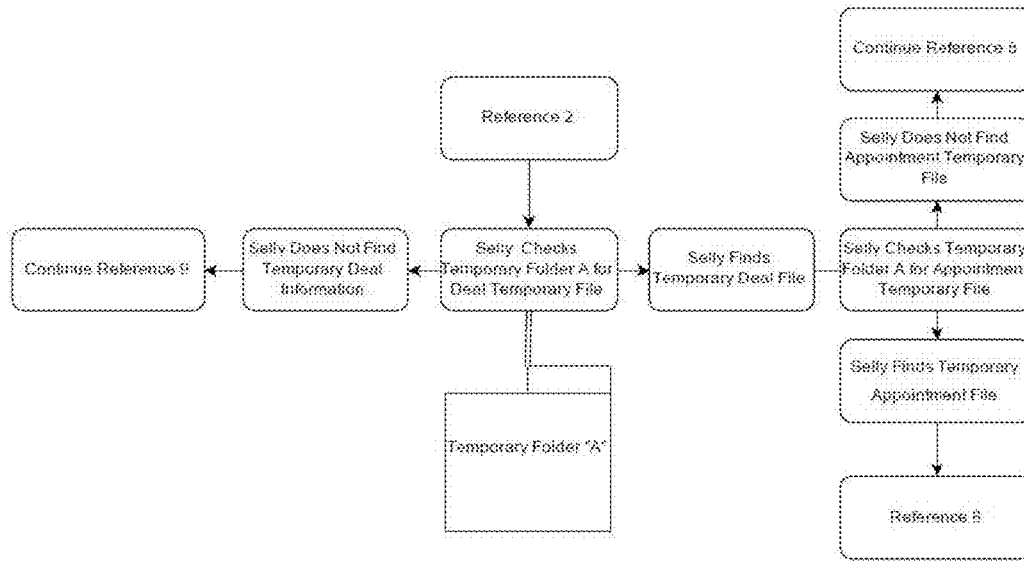 Continue Reference
Reference 2
Selly Does Not Find
Appointment Temporary
File
Continue Reference 9
Selly Does Not Find
Temporary Deal
Information
Selly Checks
Temporary Folder A for
Deal Temporary File
Selly Finds
Temporary Deal File
Selly Checks Temporary
Folder A for Appointment
Temporary File
Selly Finds Temporary
Appointment File
Temporary Folder "A"
Reference